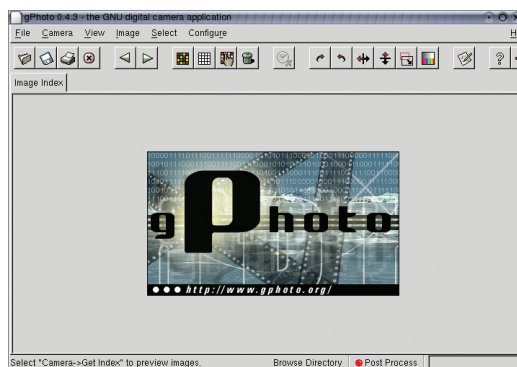 gPhoto 0.4.3 - the GNU digital camera application
File Camera View Image Select Configure
Image Index
gPhoto
http://www.gphoto.org/
Select "Camera->Get Index" to preview images. Browse Directory Post Process